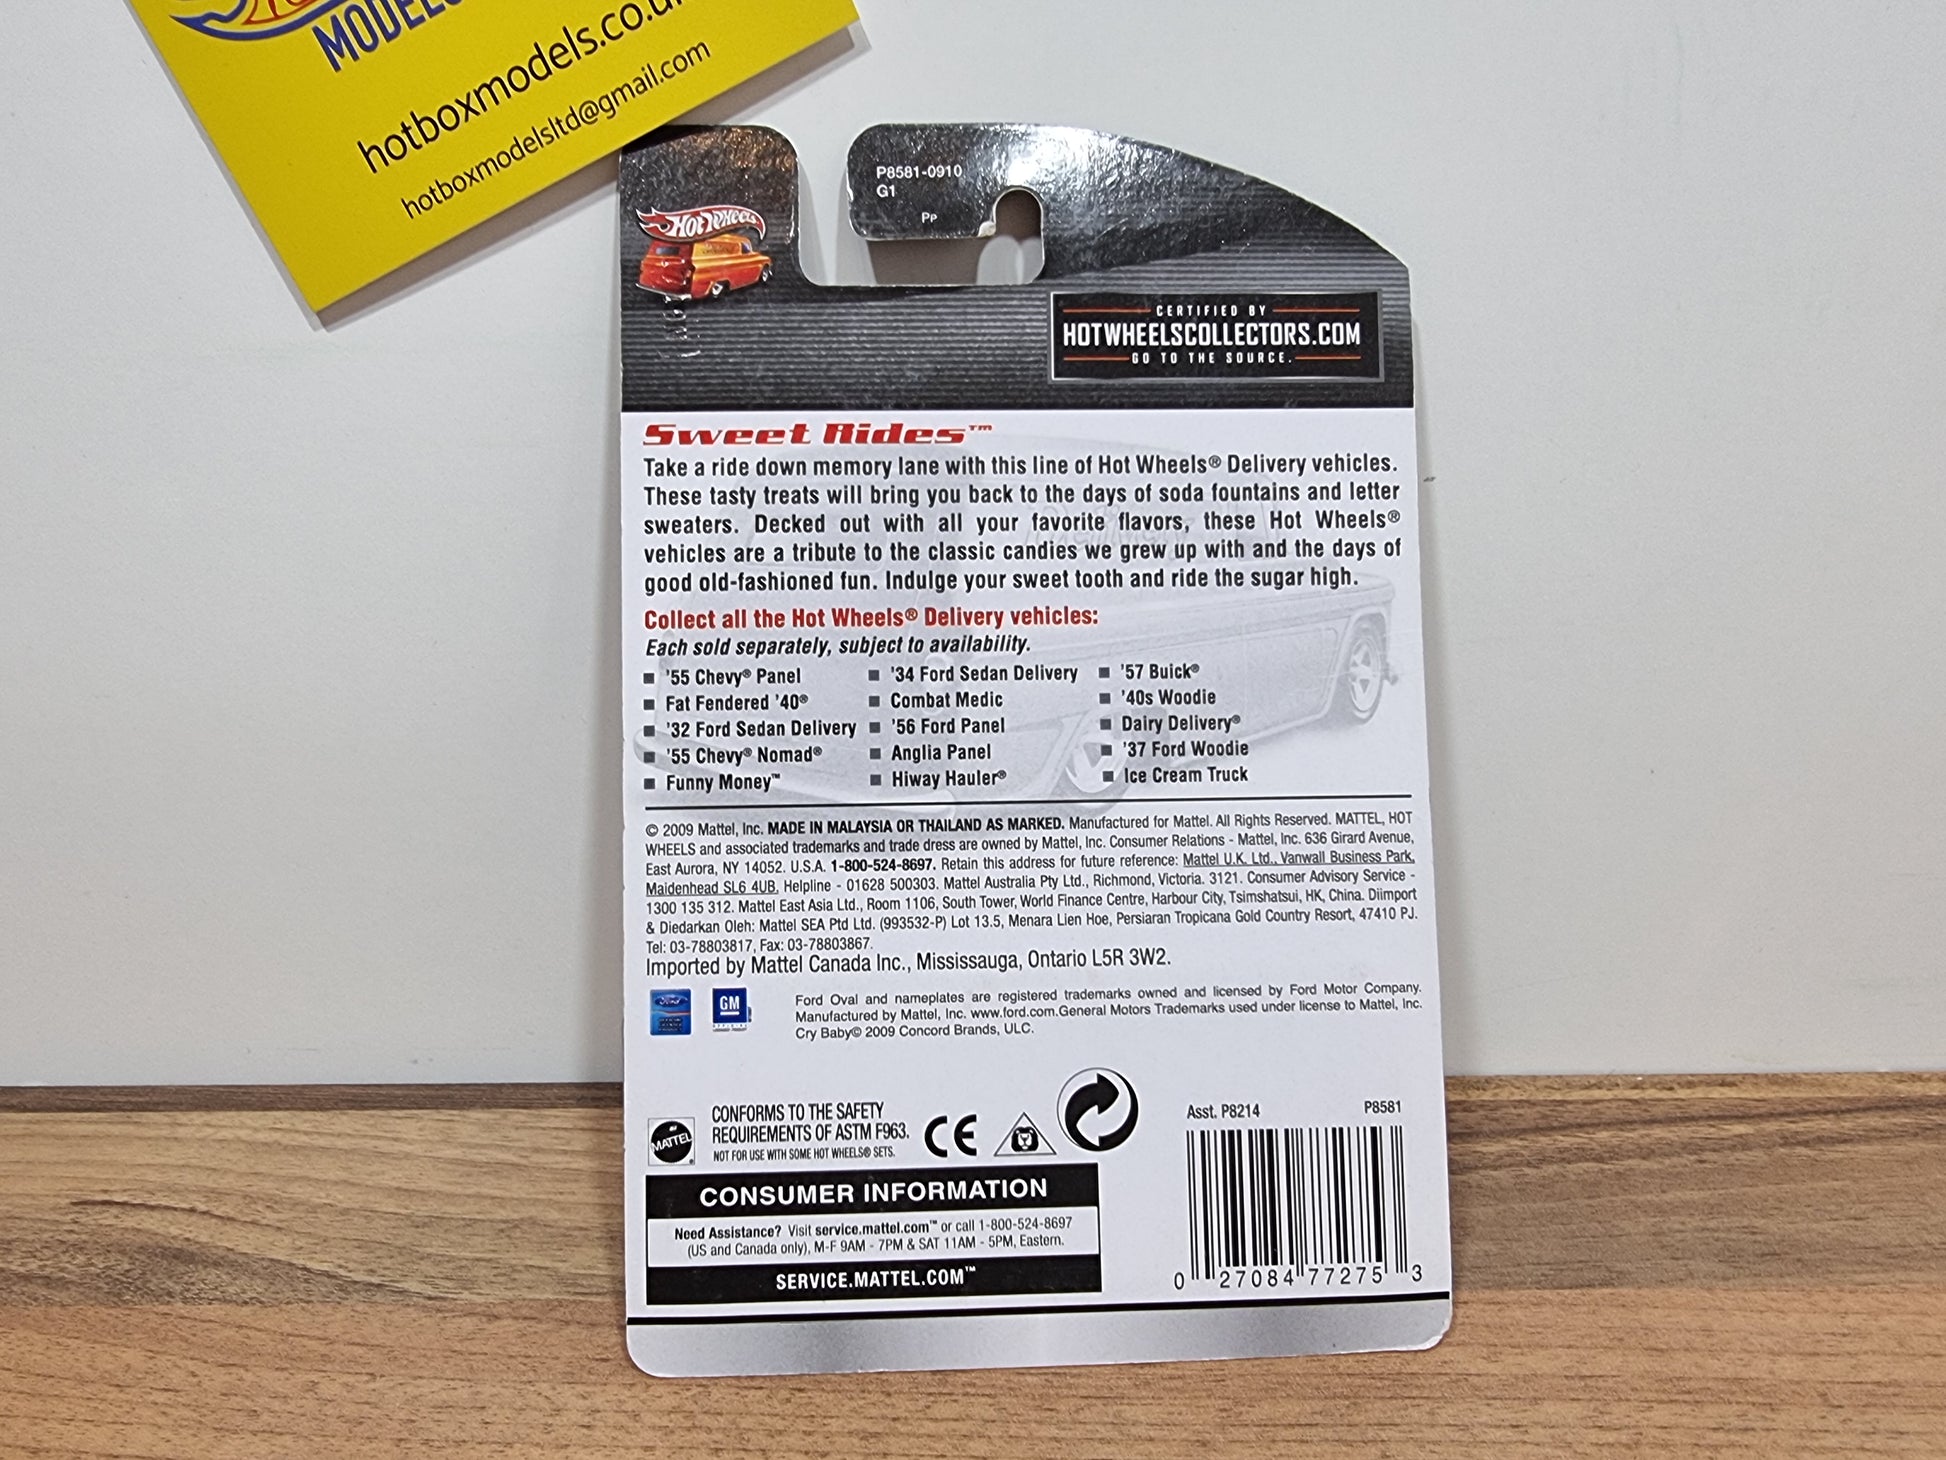 MODELS
hotboxmodels.co.uk
hotboxmodelsltd@gmail.com
P8581-0910
G1
Pp
Hot Wheels
CERTIFIED BY
HOTWHEELSCOLLECTORS.COM
GO TO THE SOURCE.
Sweet Rides™
Take a ride down memory lane with this line of Hot Wheels® Delivery vehicles.
These tasty treats will bring you back to the days of soda fountains and letter
sweaters. Decked out with all your favorite flavors, these Hot Wheels®
vehicles are a tribute to the classic candies we grew up with and the days of
good old-fashioned fun. Indulge your sweet tooth and ride the sugar high.
Collect all the Hot Wheels® Delivery vehicles:
Each sold separately, subject to availability.
■ '55 Chevy® Panel
■ Fat Fendered '40®
■ '32 Ford Sedan Delivery
■ '55 Chevy® Nomad®
■ Funny Money™
■ '34 Ford Sedan Delivery
■ Combat Medic
■ '56 Ford Panel
■ Anglia Panel
■ Hiway Hauler®
■ '57 Buick®
■ '40s Woodie
■ Dairy Delivery®
■ '37 Ford Woodie
■ Ice Cream Truck
© 2009 Mattel, Inc. MADE IN MALAYSIA OR THAILAND AS MARKED. Manufactured for Mattel. All Rights Reserved. MATTEL, HOT
WHEELS and associated trademarks and trade dress are owned by Mattel, Inc. Consumer Relations - Mattel, Inc. 636 Girard Avenue,
East Aurora, NY 14052. U.S.A. 1-800-524-8697. Retain this address for future reference: Mattel U.K. Ltd., Vanwall Business Park,
Maidenhead SL6 4UB. Helpline - 01628 500303. Mattel Australia Pty Ltd., Richmond, Victoria. 3121. Consumer Advisory Service -
1300 135 312. Mattel East Asia Ltd., Room 1106, South Tower, World Finance Centre, Harbour City, Tsimshatsui, HK, China. Diimport
& Diedarkan Oleh: Mattel SEA Ptd Ltd. (993532-P) Lot 13.5, Menara Lien Hoe, Persiaran Tropicana Gold Country Resort, 47410 PJ.
Tel: 03-78803817, Fax: 03-78803867.
Imported by Mattel Canada Inc., Mississauga, Ontario L5R 3W2.
Ford
GM
Ford Oval and nameplates are registered trademarks owned and licensed by Ford Motor Company.
Manufactured by Mattel, Inc. www.ford.com.General Motors Trademarks used under license to Mattel, Inc.
Cry Baby© 2009 Concord Brands, ULC.
MATTEL
CONFORMS TO THE SAFETY
REQUIREMENTS OF ASTM F963.
NOT FOR USE WITH SOME HOT WHEELS® SETS.
CE
Asst. P8214
P8581
CONSUMER INFORMATION
Need Assistance? Visit service.mattel.com™ or call 1-800-524-8697
(US and Canada only), M-F 9AM - 7PM & SAT 11AM - 5PM, Eastern.
SERVICE.MATTEL.COM™
0 27084 77275 3